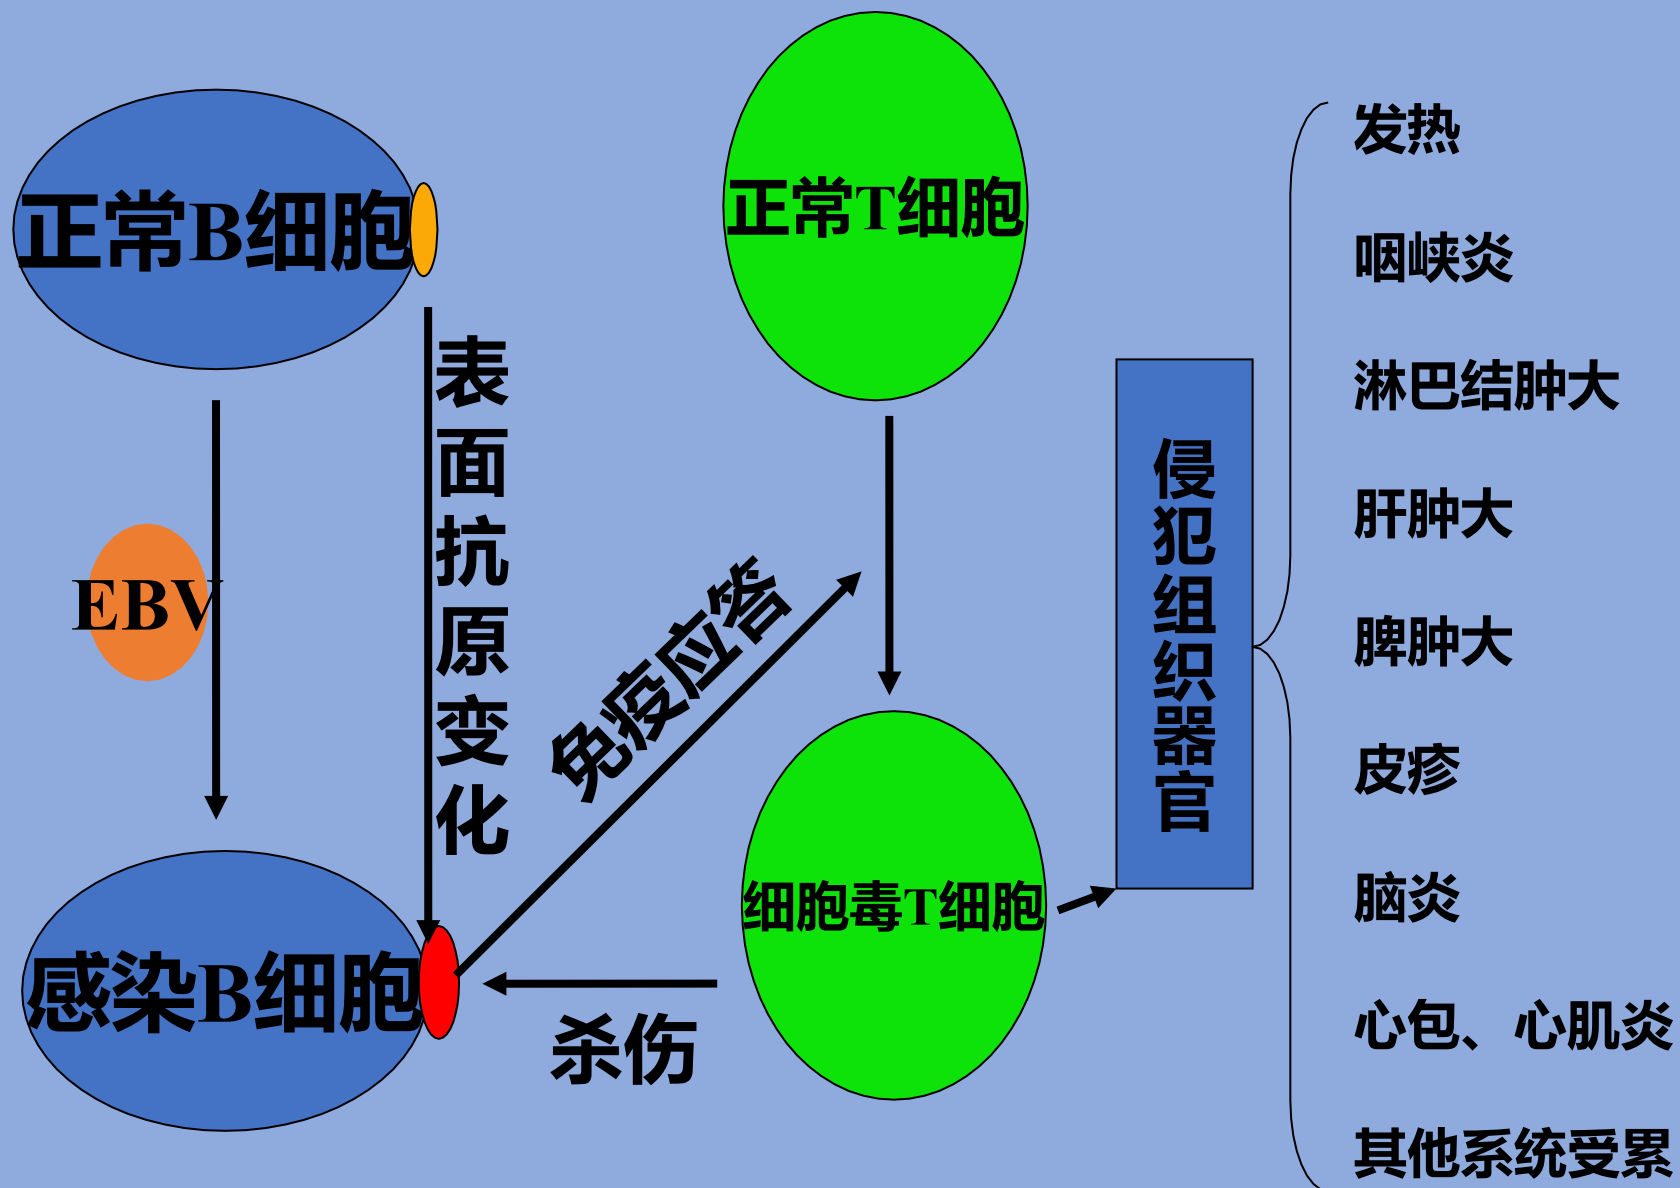 正常B细胞
EBV
表面抗原变化
感染B细胞
免疫应答
杀伤
正常T细胞
细胞毒T细胞
侵犯组织器官
发热
咽峡炎
淋巴结肿大
肝肿大
脾肿大
皮疹
脑炎
心包、心肌炎
其他系统受累